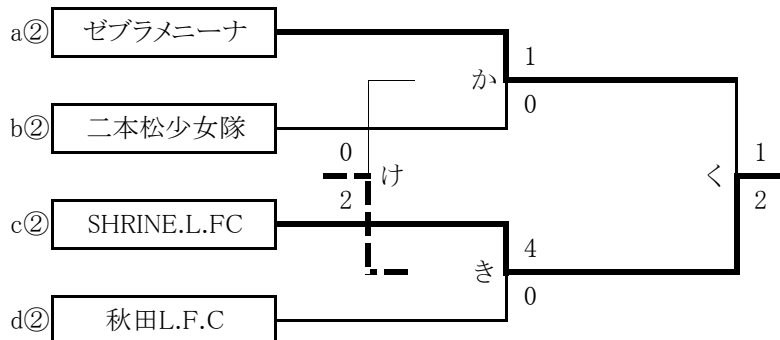 a② ゼブラメニーナ
1
か
0
b② 二本松少女隊
0
け
2
1
く
2
c② SHRINE.L.FC
4
き
0
d② 秋田L.F.C